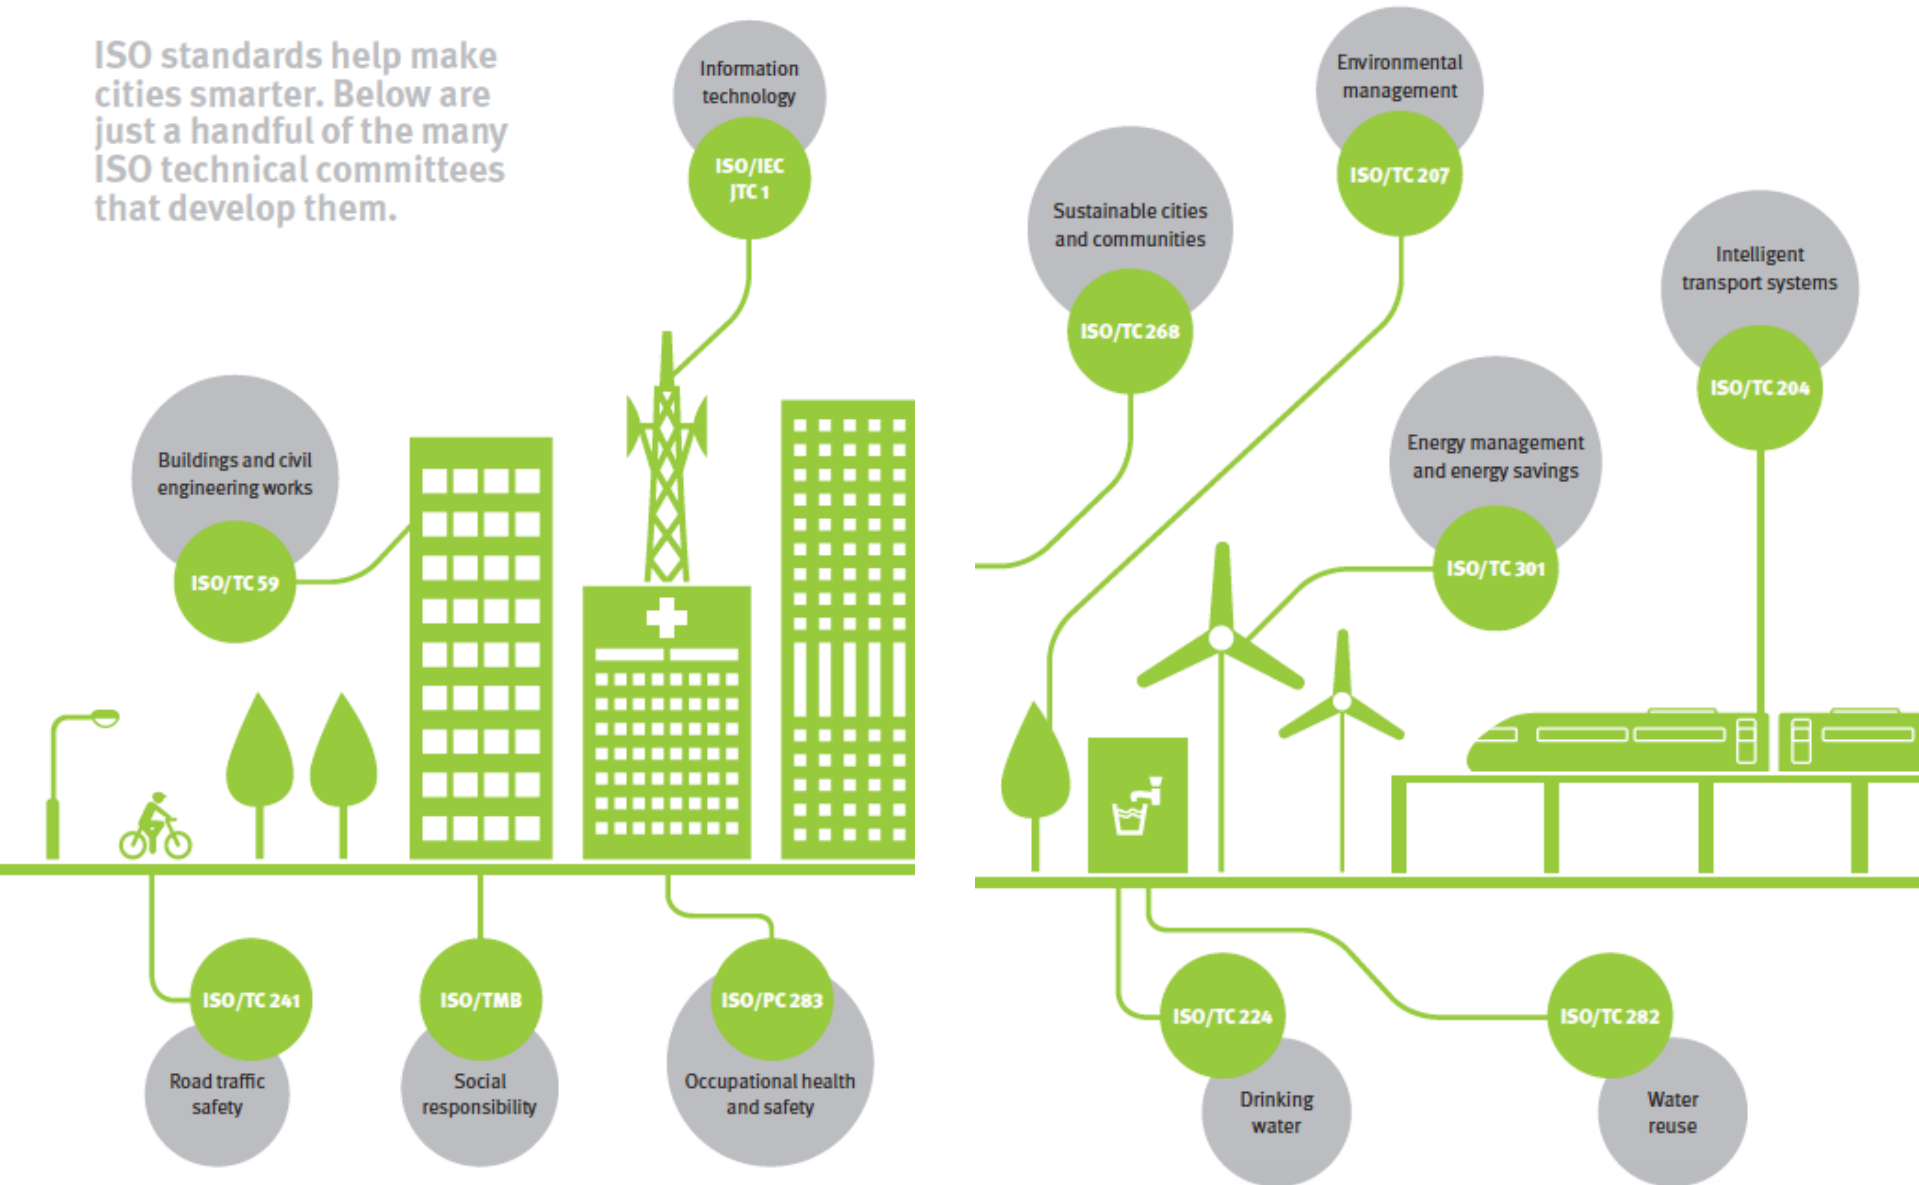 ISO standards help make
cities smarter. Below are
just a handful of the many
ISO technical committees
that develop them.
Information
technology
ISO/IEC
JTC 1
Buildings and civil
engineering works
ISO/TC 59
ISO/TC 241
Road traffic
safety
ISO/TMB
Social
responsibility
ISO/PC 283
Occupational health
and safety
Environmental
management
ISO/TC 207
Sustainable cities
and communities
ISO/TC 268
Intelligent
transport systems
ISO/TC 204
Energy management
and energy savings
ISO/TC 301
ISO/TC 224
Drinking
water
ISO/TC 282
Water
reuse